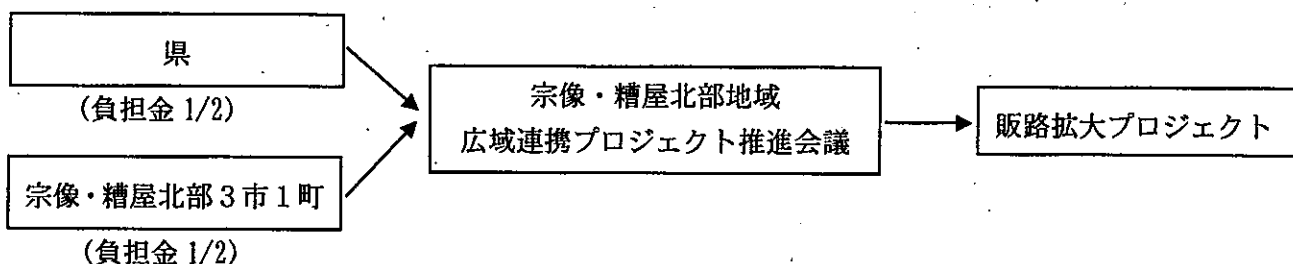 県
(負担金 1/2)
宗像・糟屋北部3市1町
(負担金 1/2)
宗像・糟屋北部地域
広域連携プロジェクト推進会議
販路拡大プロジェクト